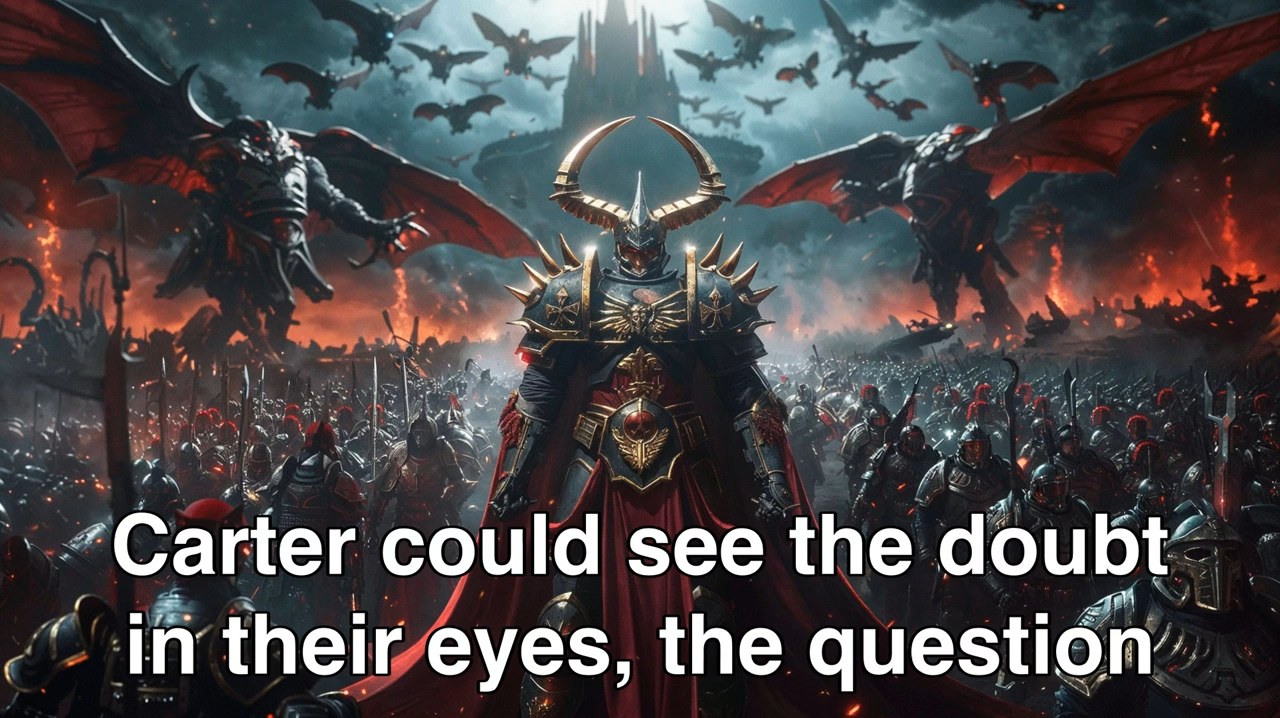 Carter could see the doubt
in their eyes, the question